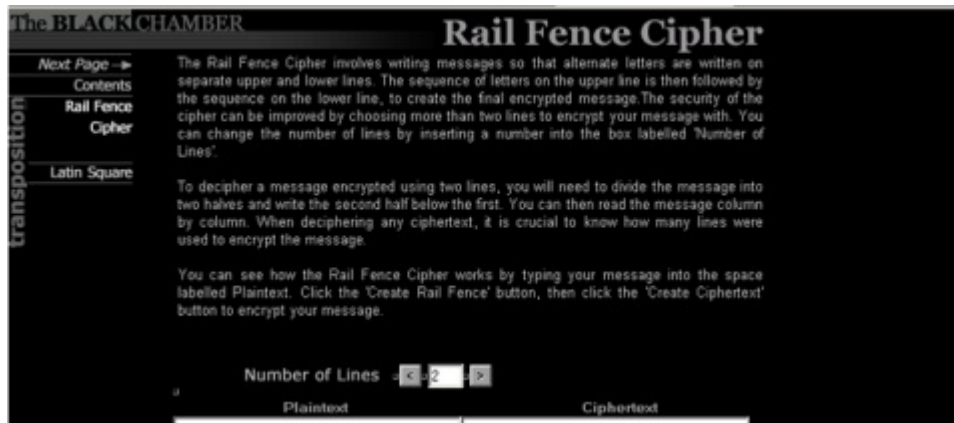 The BLACK CHAMBER
Rail Fence Cipher
Next Page
Contents
Rail Fence
Cipher
Latin Square
transposition
The Rail Fence Cipher involves writing messages so that alternate letters are written on
separate upper and lower lines. The sequence of letters on the upper line is then followed by
the sequence on the lower line, to create the final encrypted message.The security of the
cipher can be improved by choosing more than two lines to encrypt your message with. You
can change the number of lines by inserting a number into the box labelled 'Number of
Lines'.
To decipher a message encrypted using two lines, you will need to divide the message into
two halves and write the second half below the first. You can then read the message column
by column. When deciphering any ciphertext, it is crucial to know how many lines were
used to encrypt the message.
You can see how the Rail Fence Cipher works by typing your message into the space
labelled Plaintext. Click the 'Create Rail Fence' button, then click the 'Create Ciphertext'
button to encrypt your message.
Number of Lines < 2 >
Plaintext Ciphertext